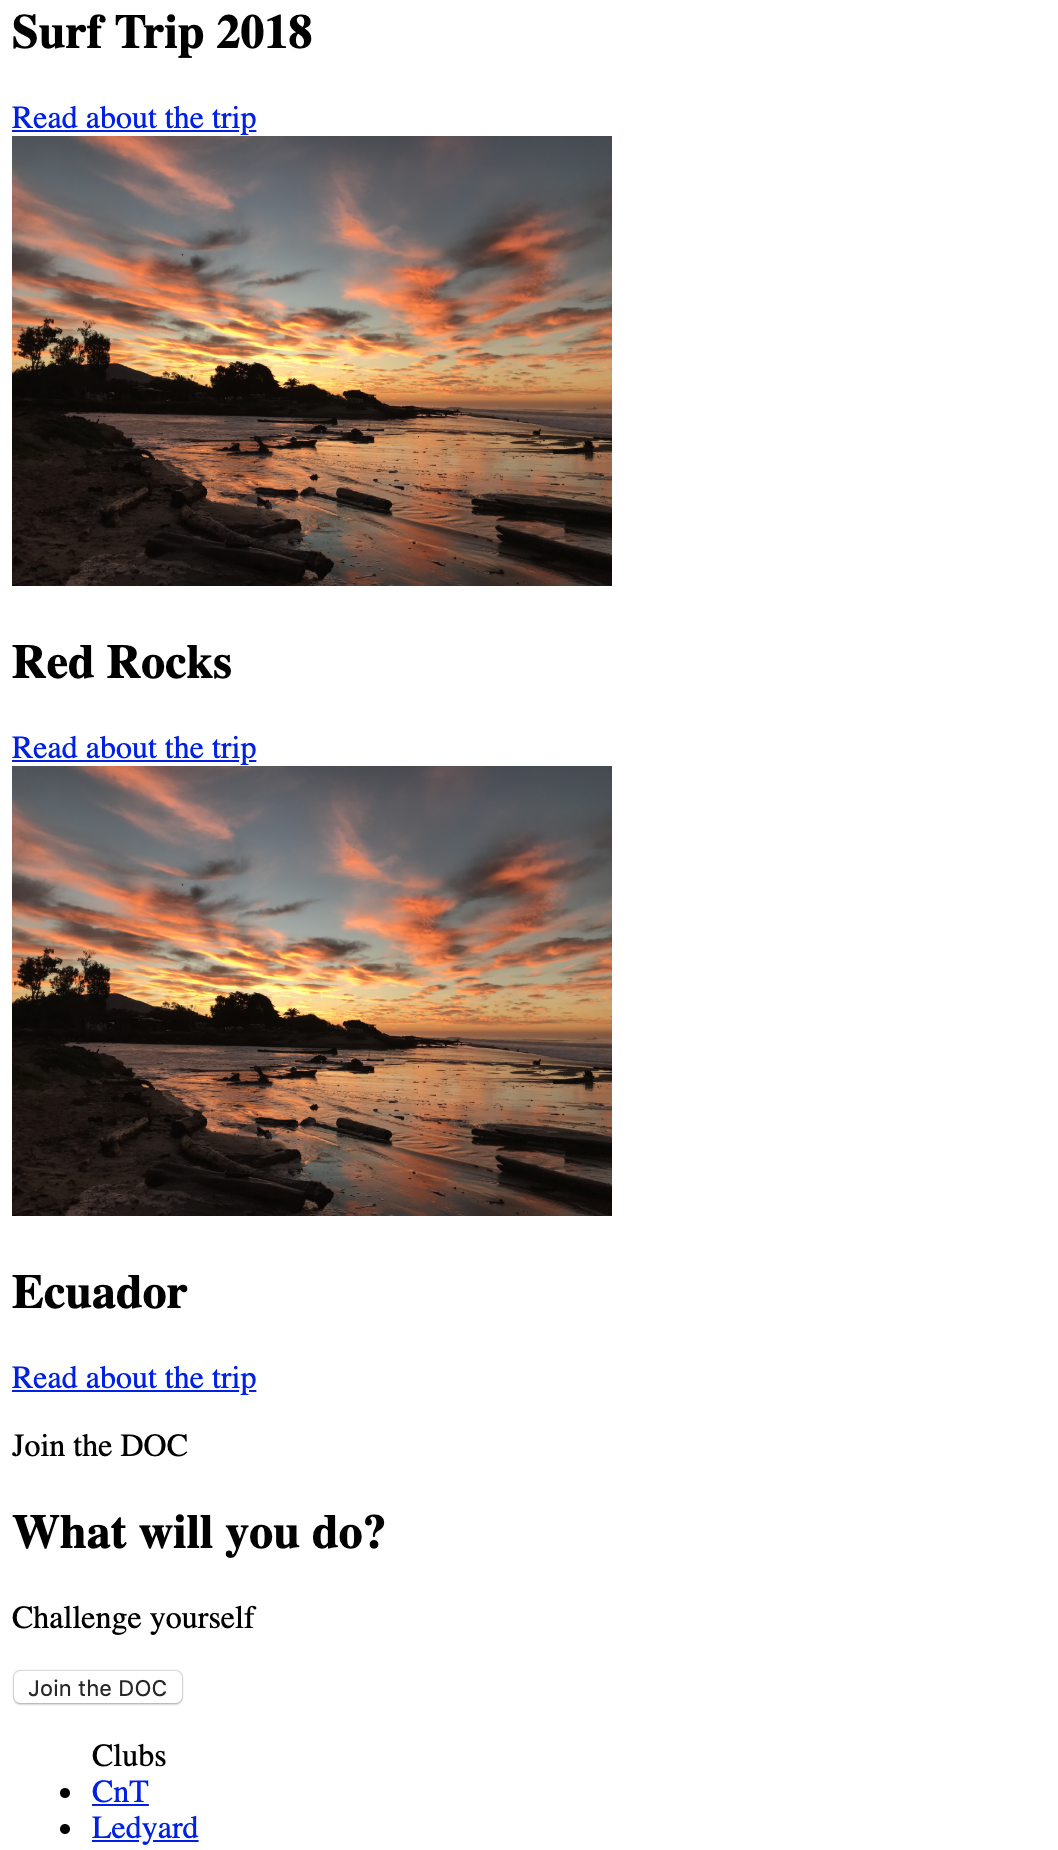 Surf Trip 2018
Read about the trip
Red Rocks
Read about the trip
Ecuador
Read about the trip
Join the DOC
What will you do?
Challenge yourself
Join the DOC
Clubs
CnT
Ledyard